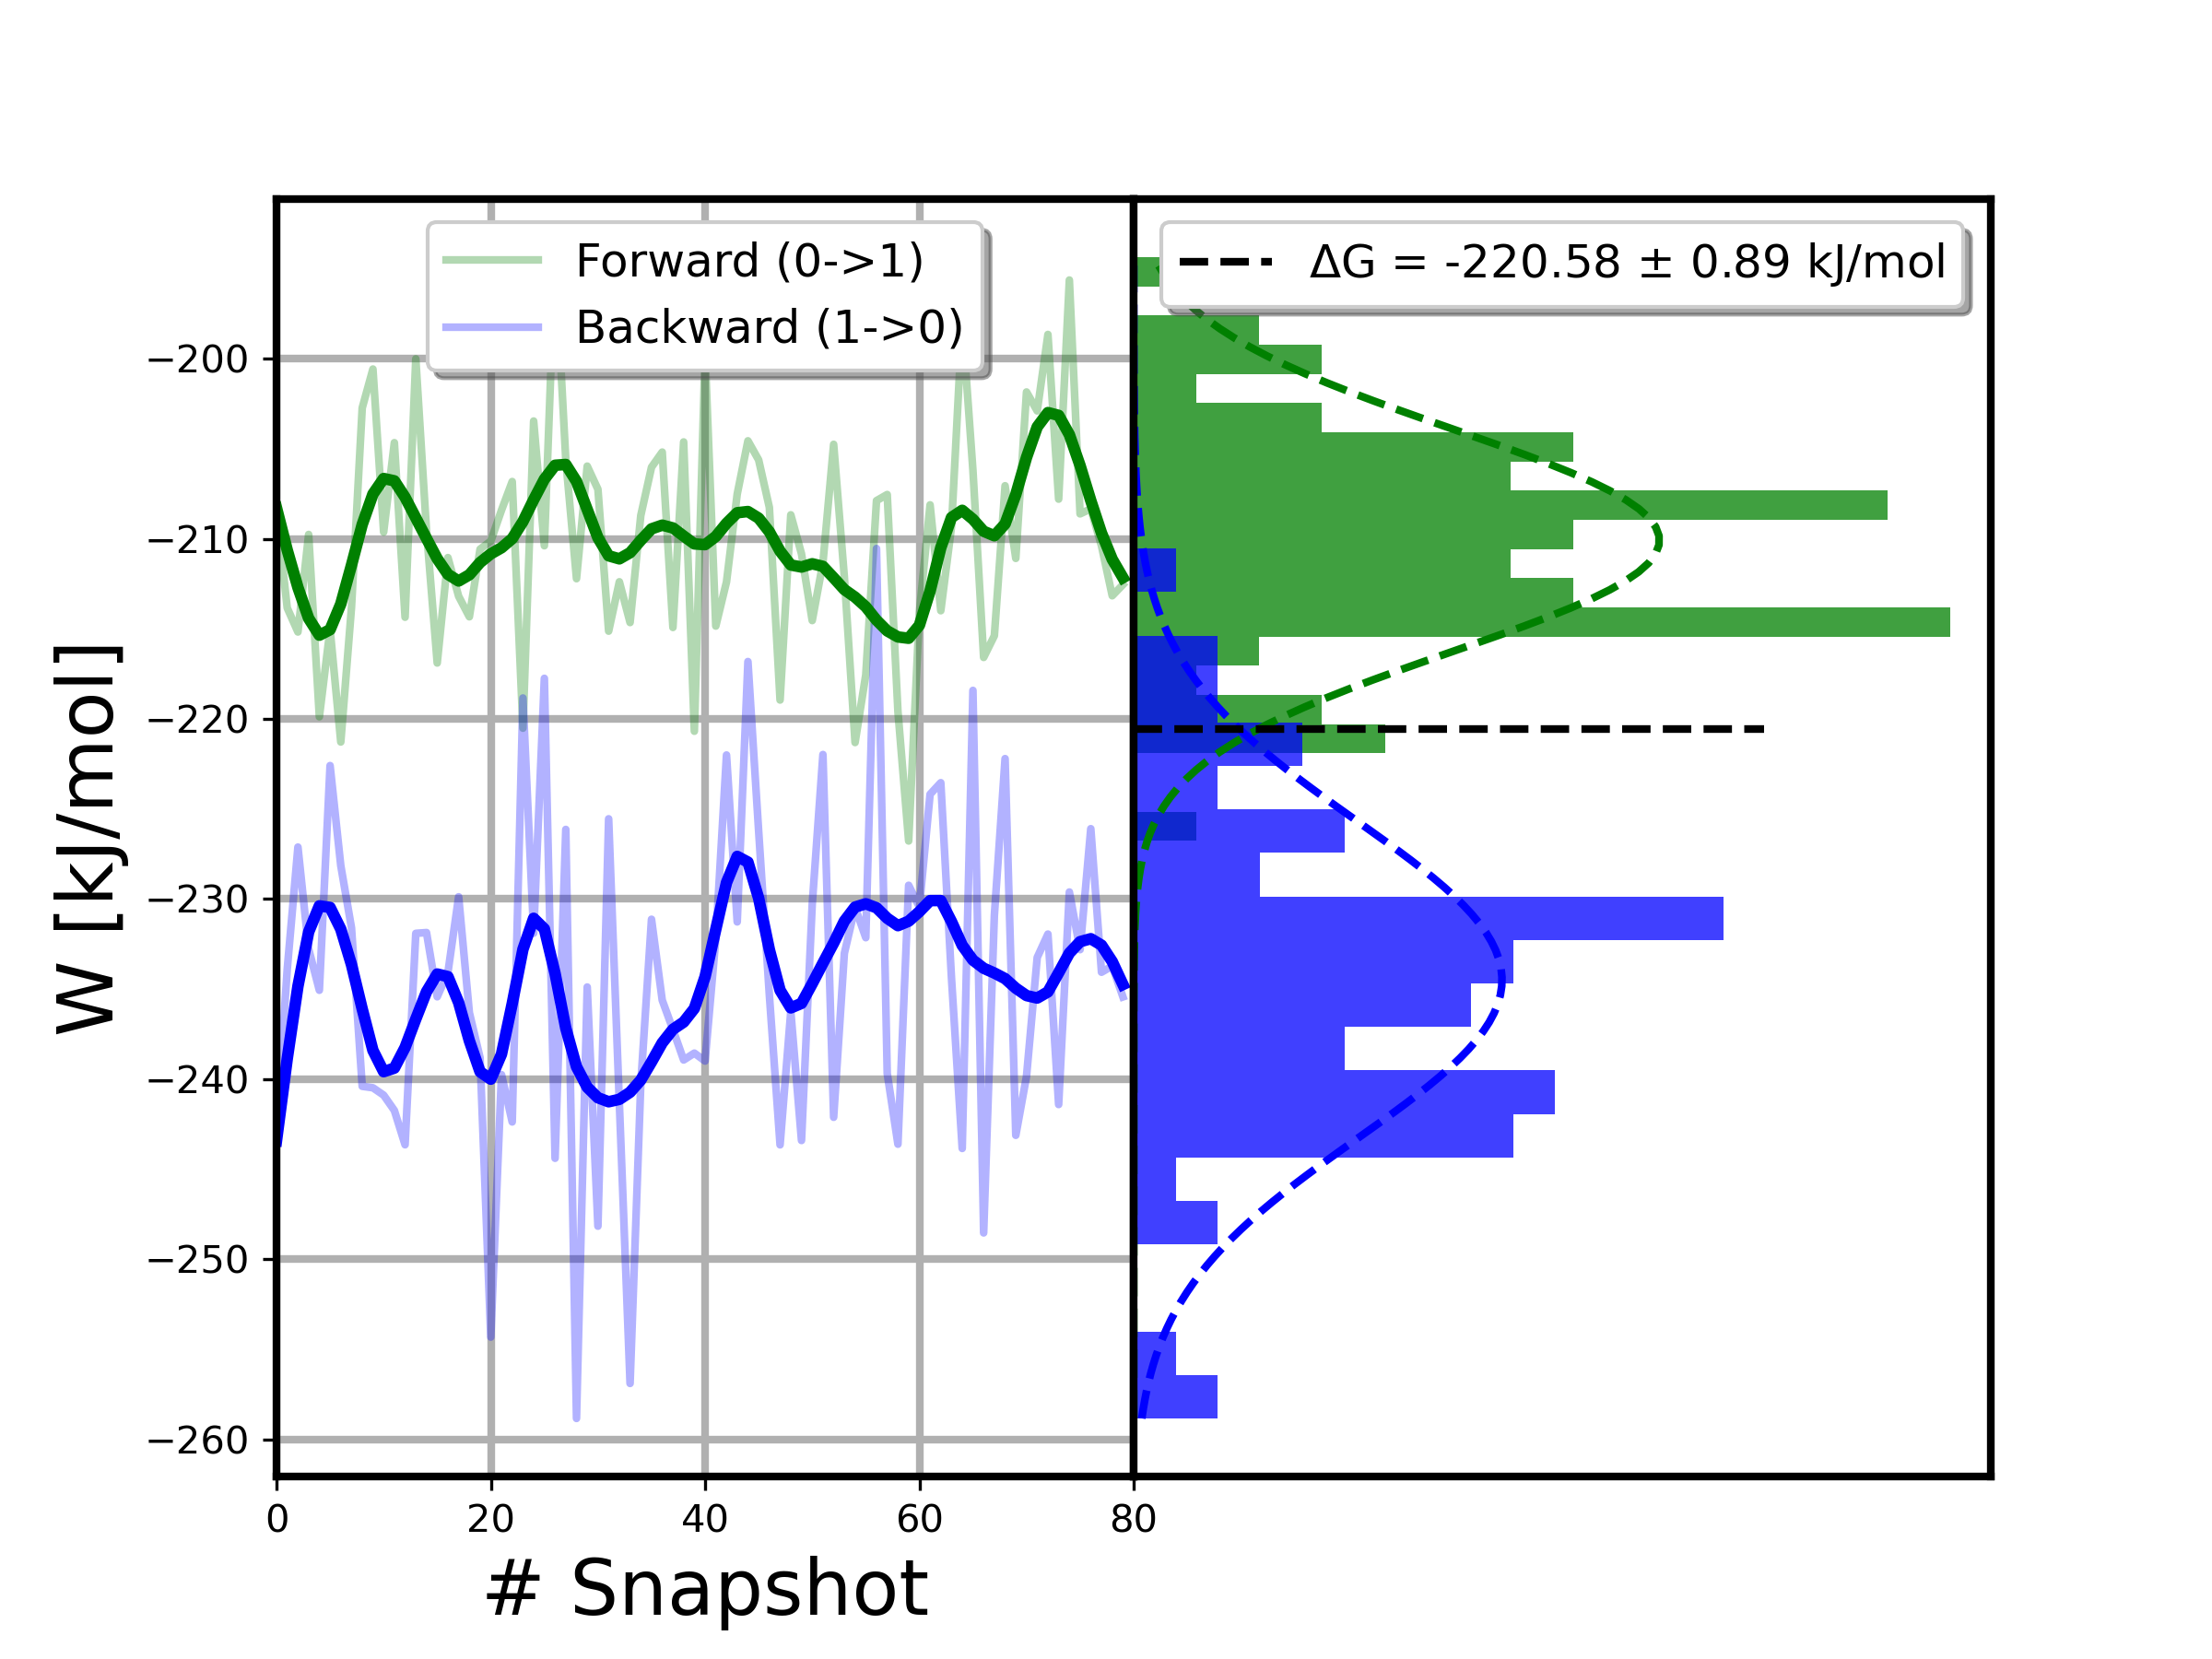 Forward (0->1)
Backward (1->0)
ΔG = -220.58 ± 0.89 kJ/mol
W [kJ/mol]
−200
−210
−220
−230
−240
−250
−260
0 20 40 60 80
# Snapshot